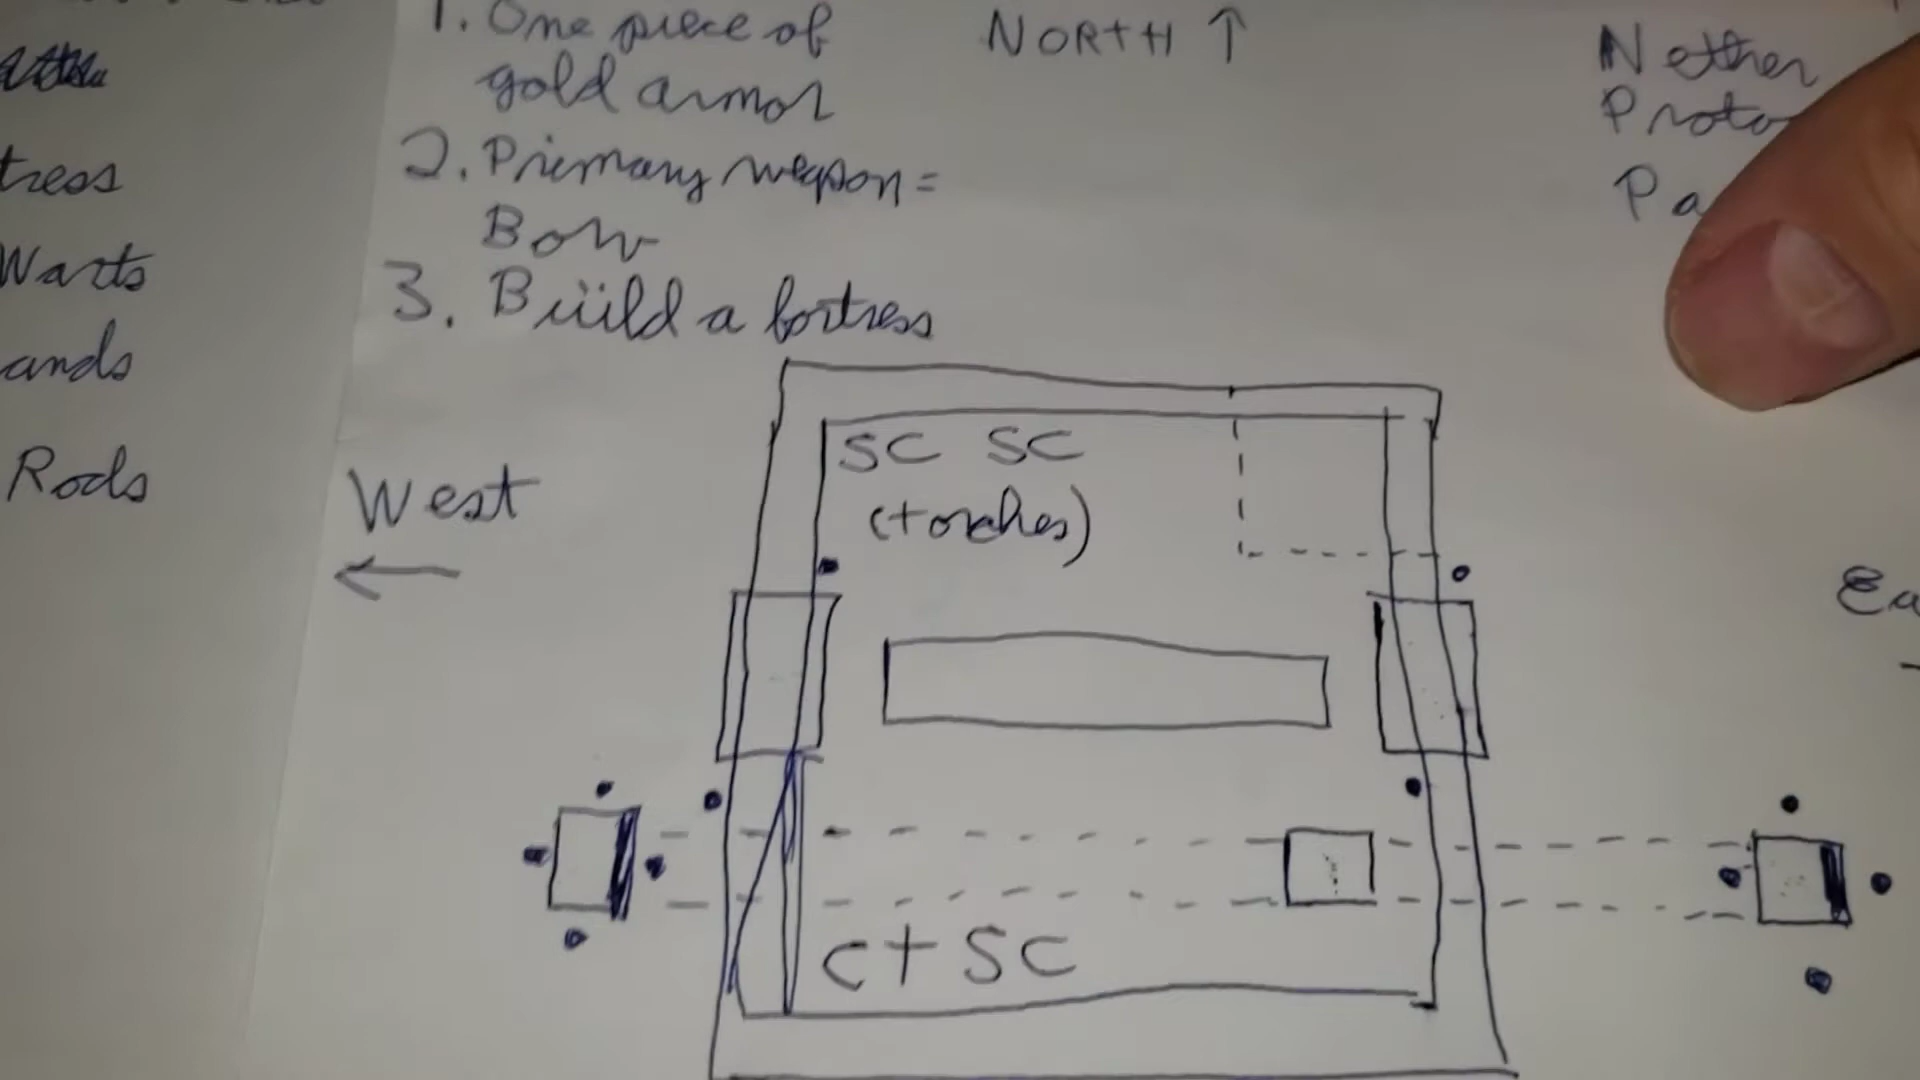 1. One piece of
gold armor
2. Primary weapon =
Bow
3. Build a fortress
NORTH ↑
Nether
tress
Warts
ands
Rods
West
←
SC SC
(torches)
CT SC